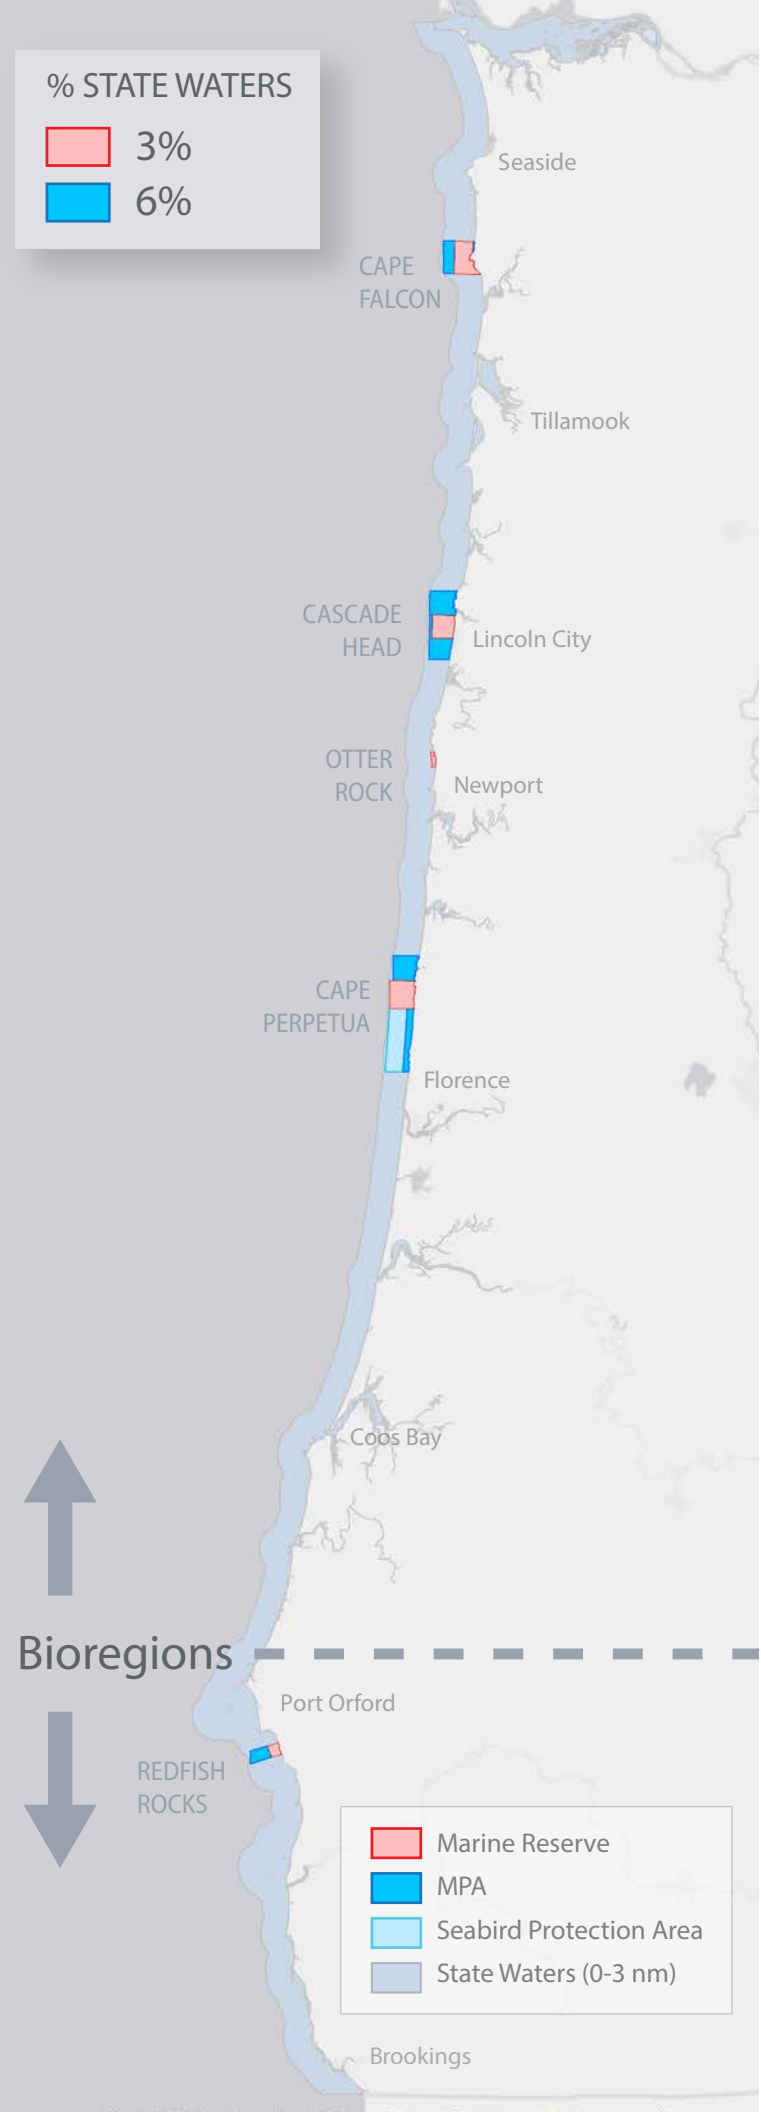 % STATE WATERS
3%
6%
Seaside
CAPE
FALCON
Tillamook
CASCADE
HEAD
Lincoln City
OTTER
ROCK
Newport
CAPE
PERPETUA
Florence
Coos Bay
Bioregions
Port Orford
REDFISH
ROCKS
Marine Reserve
MPA
Seabird Protection Area
State Waters (0-3 nm)
Brookings